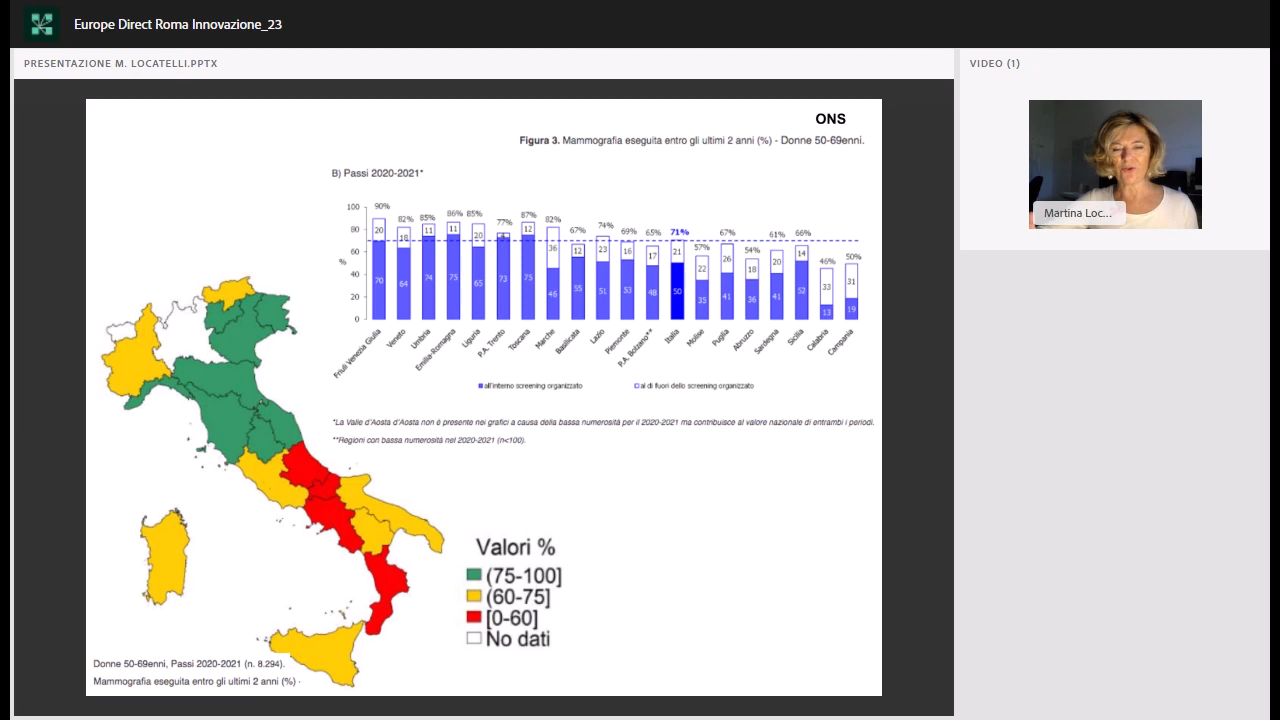 Europe Direct Roma Innovazione_23
PRESENTAZIONE M. LOCATELLI.PPTX
VIDEO (1)
Martina Loc...
ONS
Figura 3. Mammografia eseguita entro gli ultimi 2 anni (%) - Donne 50-69enni.
B) Passi 2020-2021*
100
80
60
40
20
0
%
90% 82% 85% 86% 85% 77% 87% 82% 67% 74% 69% 65% 71% 57% 67% 54% 61% 66% 46% 50%
20 18 11 11 20 4 12 36 12 23 16 17 21 22 26 18 20 14 33 31
70 64 74 75 65 73 75 46 55 51 53 48 50 35 41 36 41 52 13 19
Friuli Venezia Giulia Veneto Umbria Emilia-Romagna Liguria P.A. Trento Toscana Marche Basilicata Lazio Piemonte P.A. Bolzano** Italia Molise Puglia Abruzzo Sardegna Sicilia Calabria Campania
all'interno screening organizzato
al di fuori dello screening organizzato
*La Valle d'Aosta d'Aosta non é presente nei grafici a causa della bassa numerosità per il 2020-2021 ma contribuisce al valore nazionale di entrambi i periodi.
**Regioni con bassa numerosità nel 2020-2021 (n<100).
Valori %
(75-100]
(60-75]
[0-60]
No dati
Donne 50-69enni, Passi 2020-2021 (n. 8.294).
Mammografia eseguita entro gli ultimi 2 anni (%) ·